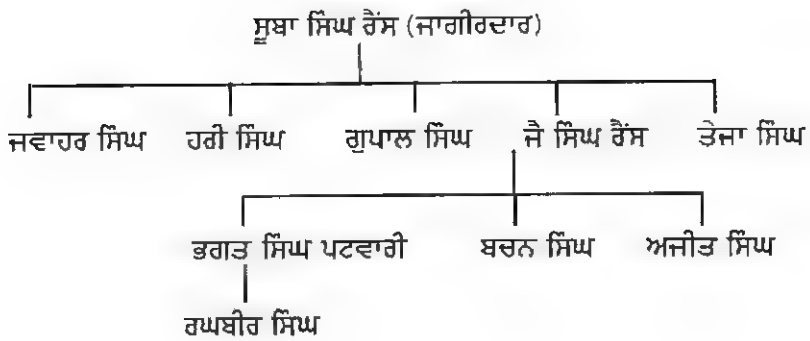 ਸੂਬਾ ਸਿੰਘ ਰੈਂਸ (ਜਾਗੀਰਦਾਰ)
ਜਵਾਹਰ ਸਿੰਘ ਹਰੀ ਸਿੰਘ ਗੁਪਾਲ ਸਿੰਘ ਜੈ ਸਿੰਘ ਰੈਂਸ ਤੇਜਾ ਸਿੰਘ
ਭਗਤ ਸਿੰਘ ਪਟਵਾਰੀ ਬਚਨ ਸਿੰਘ ਅਜੀਤ ਸਿੰਘ
ਰਘਬੀਰ ਸਿੰਘ